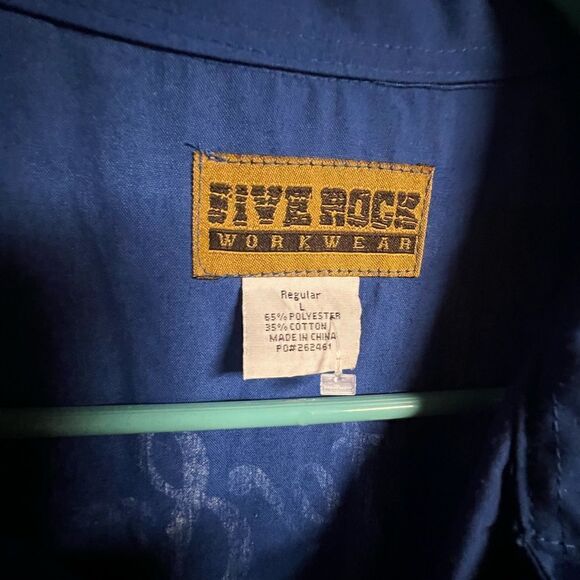 FIVE ROCK
WORKWEAR
Regular
L
65% POLYESTER
35% COTTON
MADE IN CHINA
PO#262461